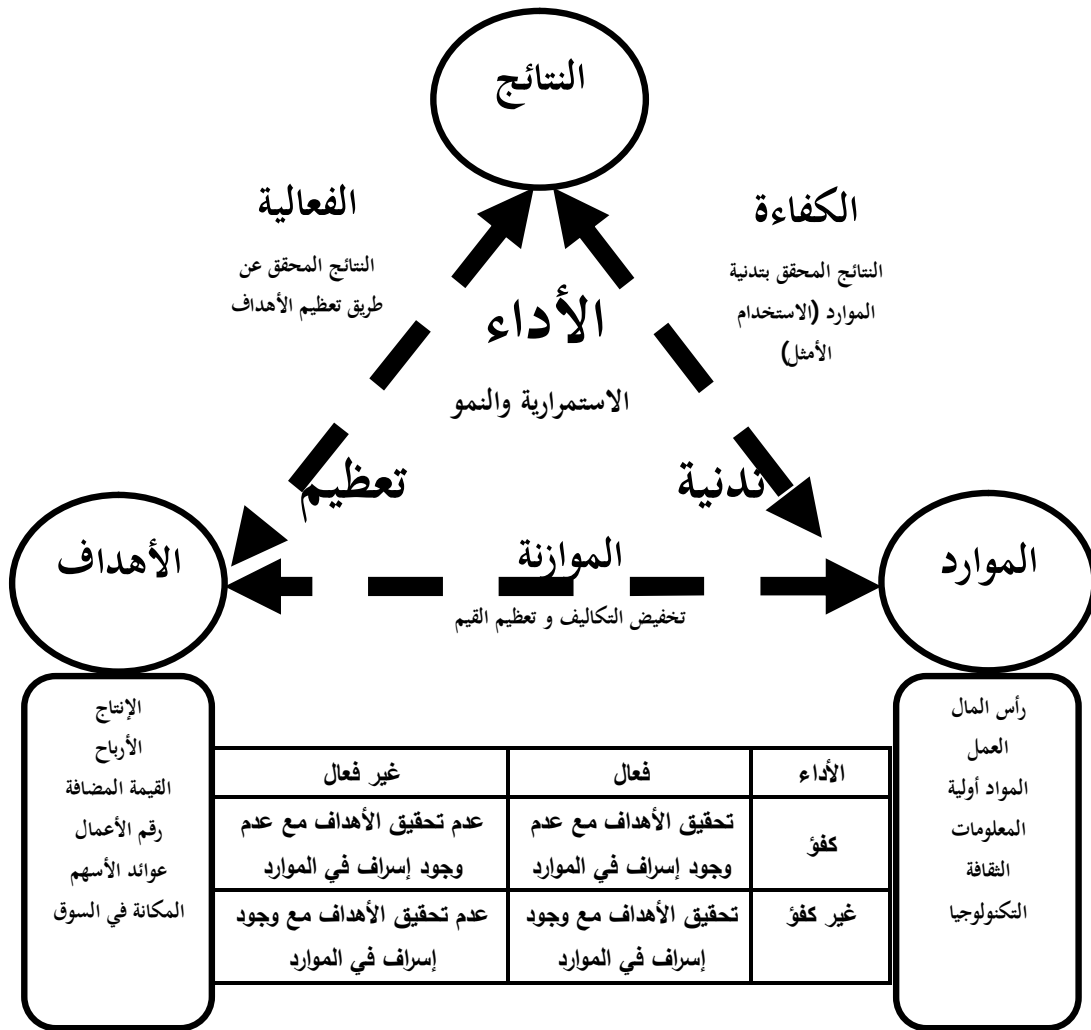 النتائج
الكفاءة
النتائج المحقق بتدنية
الموارد (الاستخدام
الأمثل)
الفعالية
النتائج المحقق عن
طريق تعظيم الأهداف
الأداء
الاستمرارية والنمو
تدنية
تعظيم
الموارد
الموازنة
تخفيض التكاليف و تعظيم القيم
الأهداف
رأس المال
العمل
المواد أولية
المعلومات
الثقافة
التكنولوجيا
الأداء
فعال
غير فعال
كفؤ
تحقيق الأهداف مع عدم
وجود إسراف في الموارد
عدم تحقيق الأهداف مع عدم
وجود إسراف في الموارد
غير كفؤ
تحقيق الأهداف مع وجود
إسراف في الموارد
عدم تحقيق الأهداف مع وجود
إسراف في الموارد
الإنتاج
الأرباح
القيمة المضافة
رقم الأعمال
عوائد الأسهم
المكانة في السوق